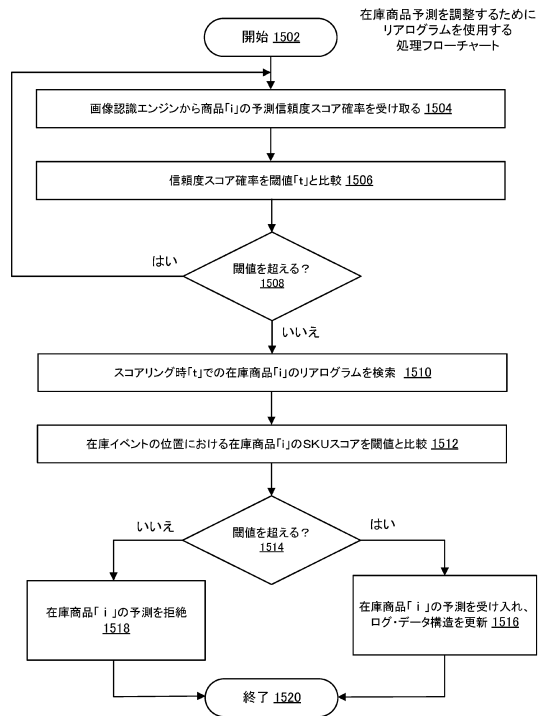 在庫商品予測を調整するために
リアログラムを使用する
処理フローチャート
開始 1502
画像認識エンジンから商品「i」の予測信頼度スコア確率を受け取る 1504
信頼度スコア確率を閾値「t」と比較 1506
はい
閾値を超える？
1508
いいえ
スコアリング時「t」での在庫商品「i」のリアログラムを検索 1510
在庫イベントの位置における在庫商品「i」のSKUスコアを閾値と比較 1512
いいえ
閾値を超える？
1514
はい
在庫商品「ｉ」の予測を拒絶
1518
在庫商品「ｉ」の予測を受け入れ、
ログ・データ構造を更新 1516
終了 1520